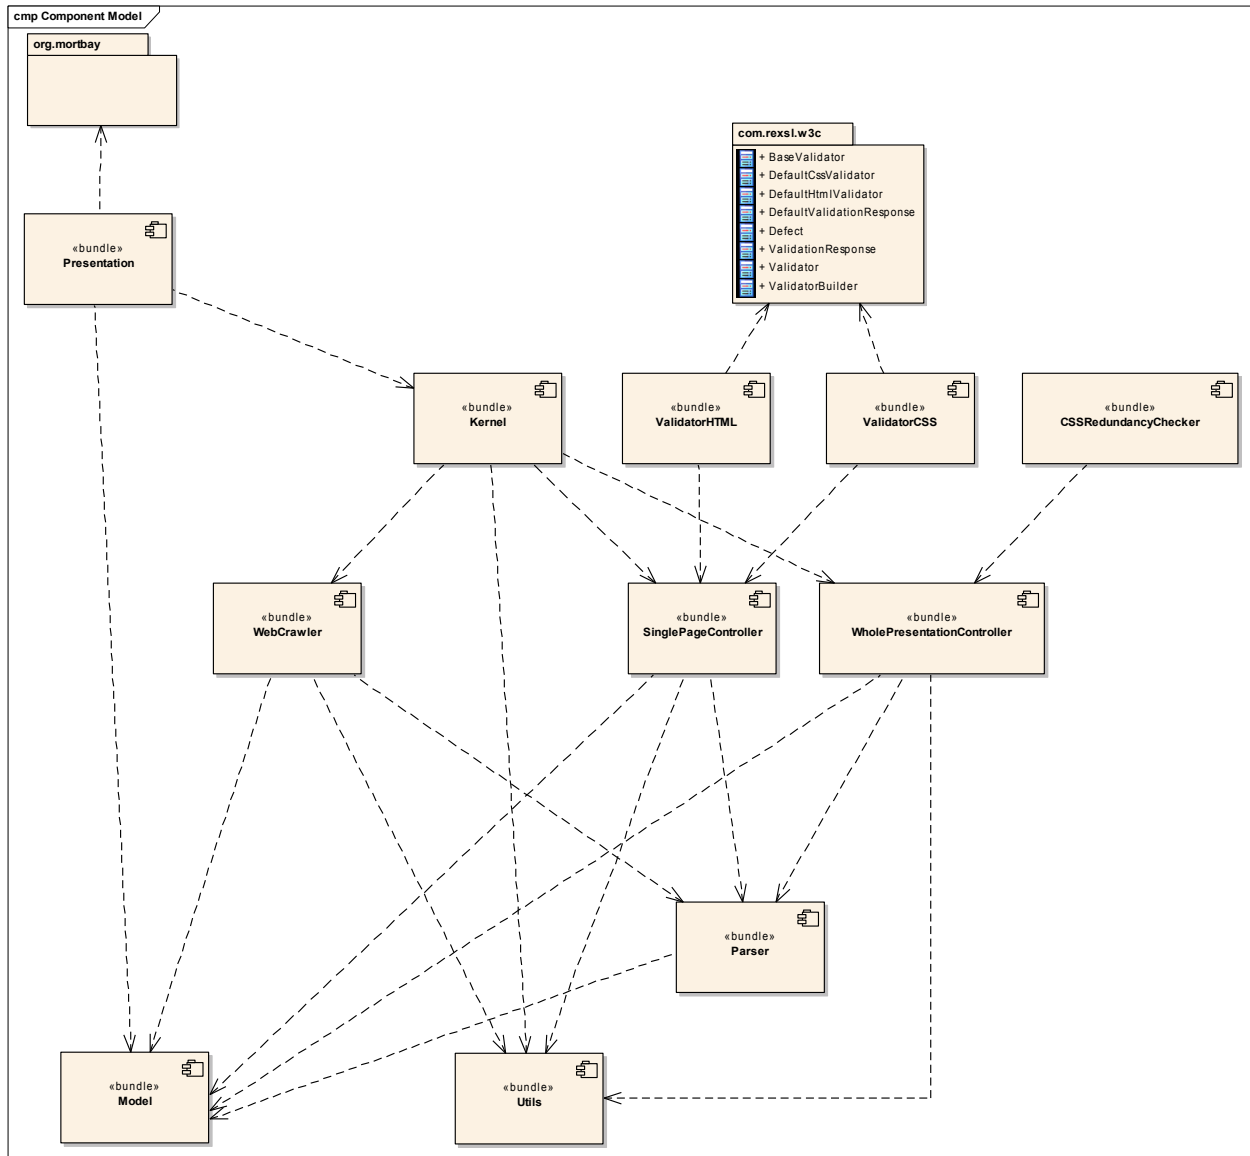 cmp Component Model
org.mortbay
com.rexsl.w3c
+ BaseValidator
+ DefaultCssValidator
+ DefaultHtmlValidator
+ DefaultValidationResponse
+ Defect
+ ValidationResponse
+ Validator
+ ValidatorBuilder
«bundle»
Presentation
«bundle»
Kernel
«bundle»
ValidatorHTML
«bundle»
ValidatorCSS
«bundle»
CSSRedundancyChecker
«bundle»
WebCrawler
«bundle»
SinglePageController
«bundle»
WholePresentationController
«bundle»
Parser
«bundle»
Model
«bundle»
Utils